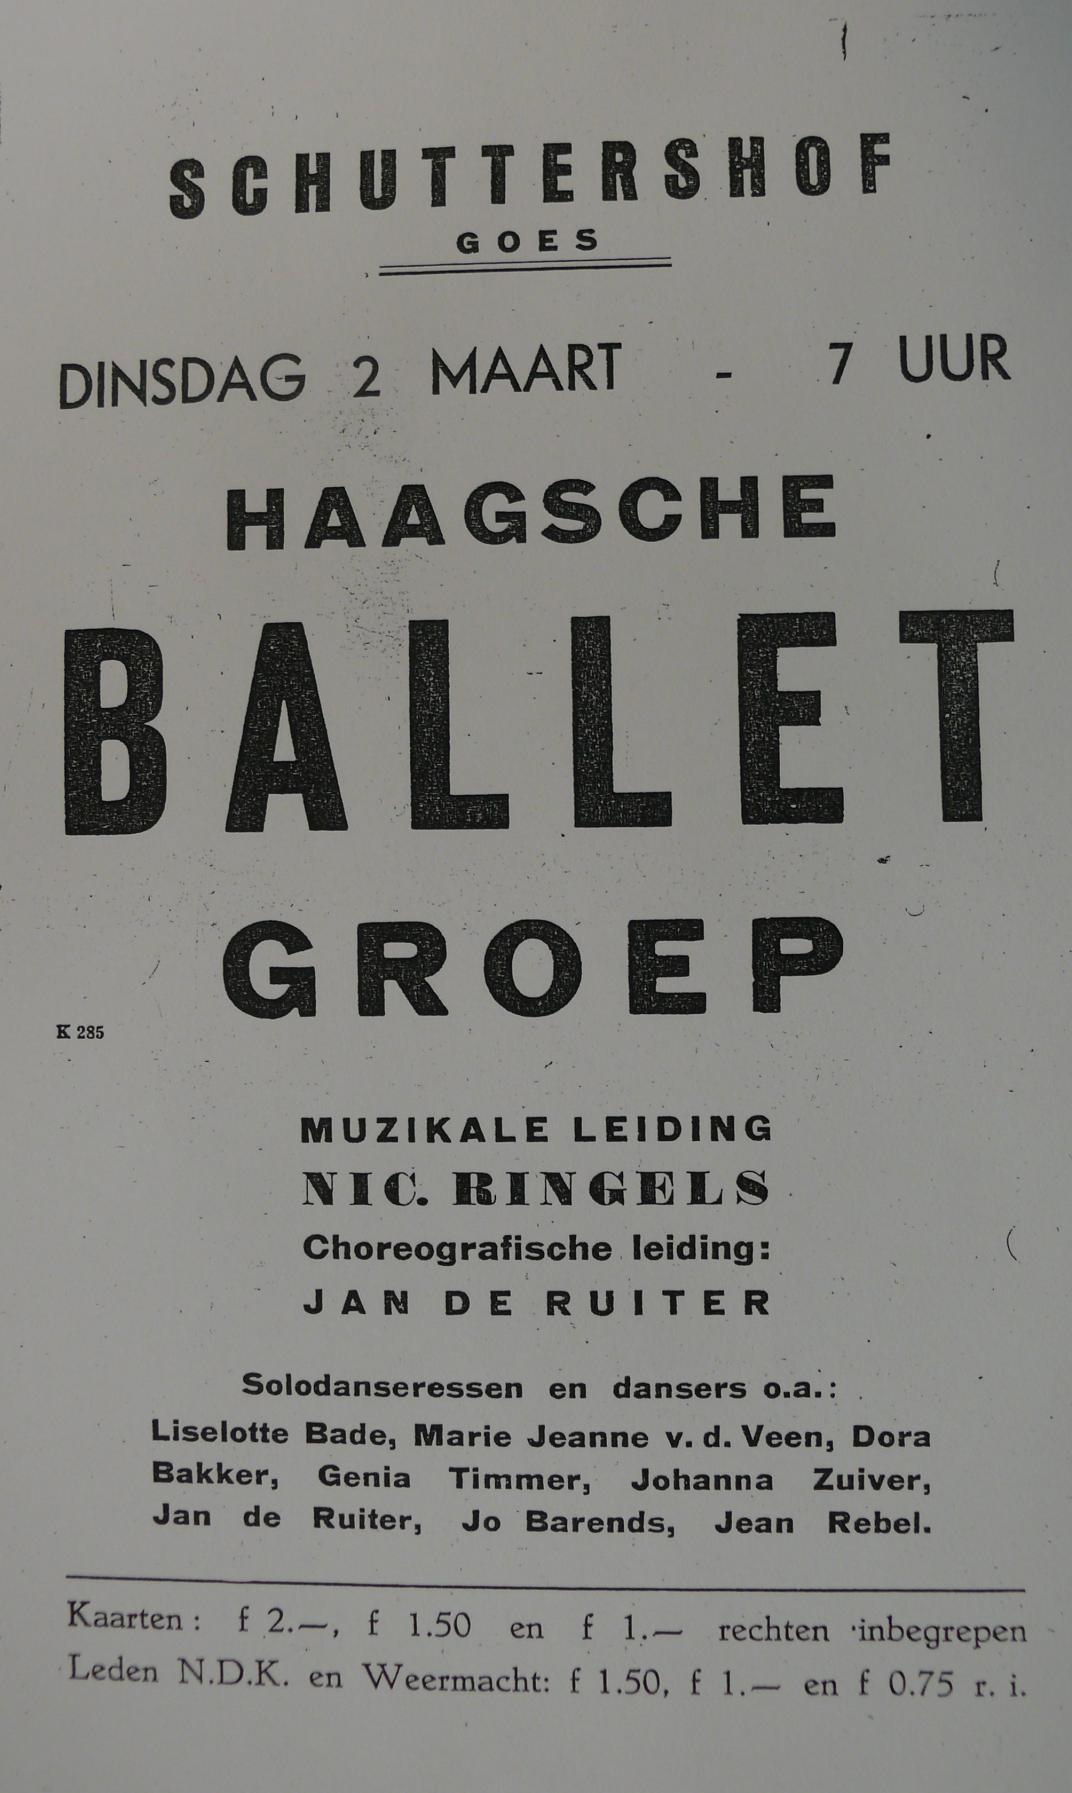 SCHUTTERSHOF
GOES
DINSDAG 2 MAART - 7 UUR
HAAGSCHE
BALLET
GROEP
K 285
MUZIKALE LEIDING
NIC. RINGELS
Choreografische leiding:
JAN DE RUITER
Solodanseressen en dansers o.a.:
Liselotte Bade, Marie Jeanne v. d. Veen, Dora
Bakker, Genia Timmer, Johanna Zuiver,
Jan de Ruiter, Jo Barends, Jean Rebel.
Kaarten: f 2.—, f 1.50 en f 1.— rechten inbegrepen
Leden N.D.K. en Weermacht: f 1.50, f 1.— en f 0.75 r. i.